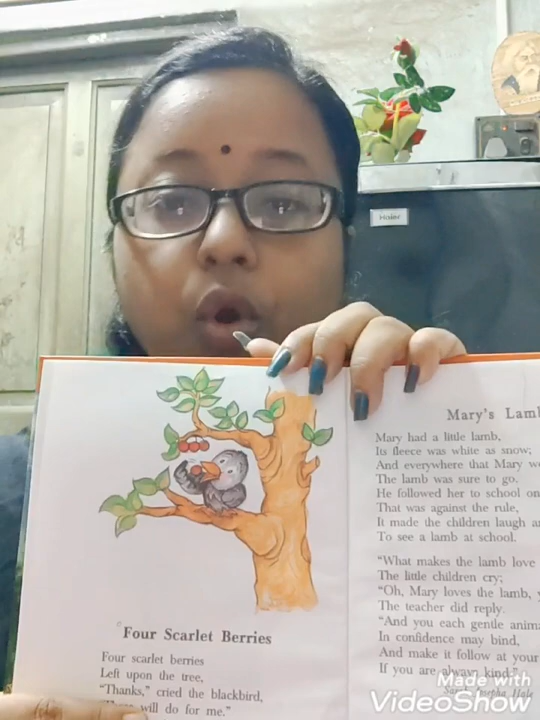 Haier
Four Scarlet Berries
Four scarlet berries
Left upon the tree,
"Thanks," cried the blackbird,
will do for me."
Mary's Lamb
Mary had a little lamb,
Its fleece was white as snow;
And everywhere that Mary
The lamb was sure to go.
He followed her to school
That was against the rule,
It made the children laugh
To see a lamb at school.
"What makes the lamb love
The little children cry;
"Oh, Mary loves the lamb,
The teacher did reply.
"And you each gentle
In confidence may bind,
And make it follow at your
If you are always kind."
Hale
Made with
VideoShow